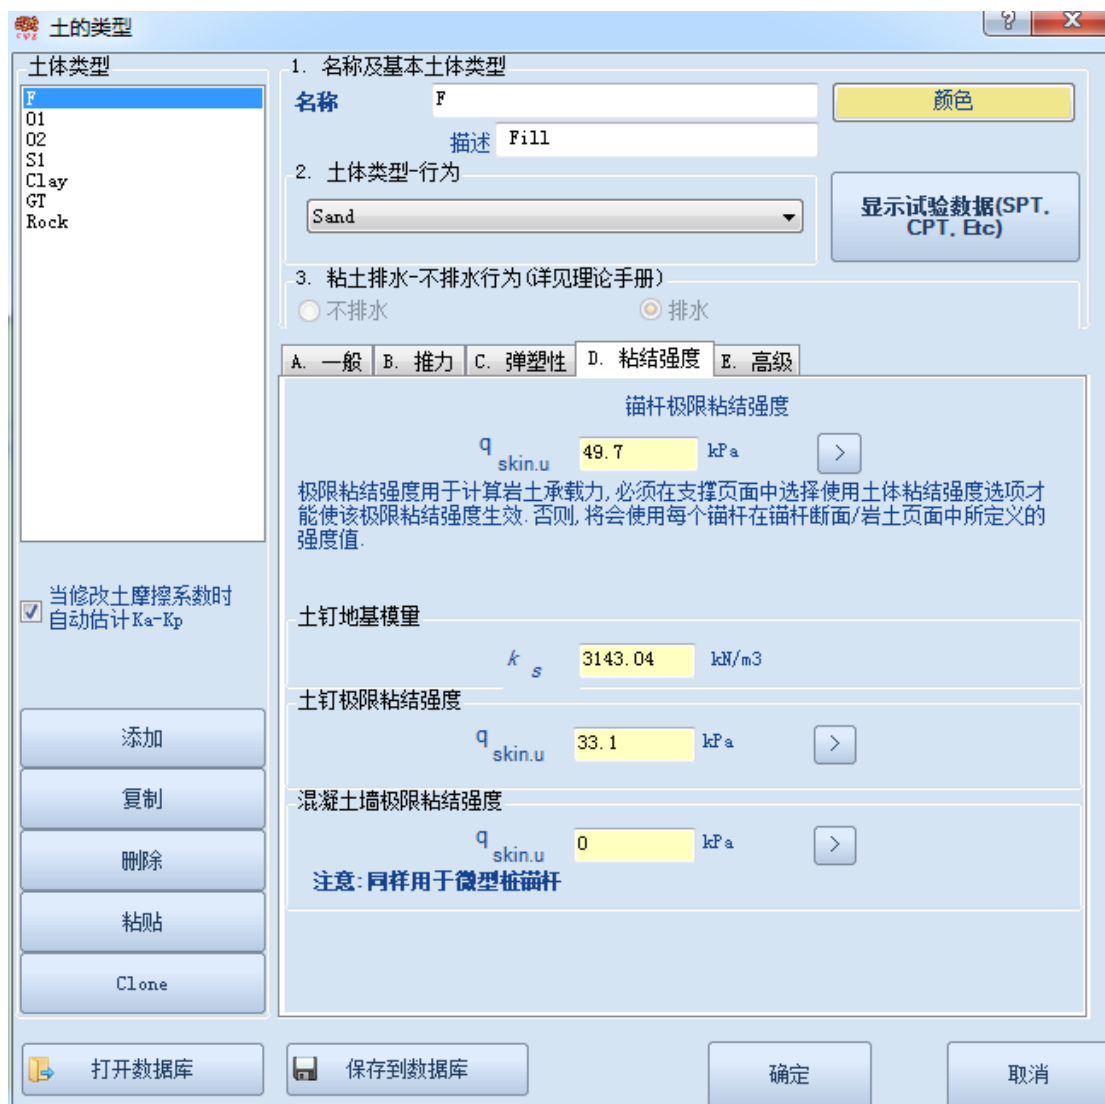 土的类型
土体类型
F
O1
O2
S1
Clay
GT
Rock
当修改土摩擦系数时
自动估计Ka-Kp
添加
复制
删除
粘贴
Clone
1. 名称及基本土体类型
名称 F 颜色
描述 Fill
2. 土体类型-行为
Sand
显示试验数据(SPT,
CPT, Etc)
3. 粘土排水-不排水行为(详见理论手册)
不排水 排水
A. 一般 B. 推力 C. 弹塑性 D. 粘结强度 E. 高级
锚杆极限粘结强度
q skin.u 49.7 kPa >
极限粘结强度用于计算岩土承载力,必须在支撑页面中选择使用土体粘结强度选项才
能使该极限粘结强度生效.否则,将会使用每个锚杆在锚杆断面/岩土页面中所定义的
强度值.
土钉地基模量
k s 3143.04 kN/m3
土钉极限粘结强度
q skin.u 33.1 kPa >
混凝土墙极限粘结强度
q skin.u 0 kPa >
注意:同样用于微型桩锚杆
打开数据库 保存到数据库 确定 取消